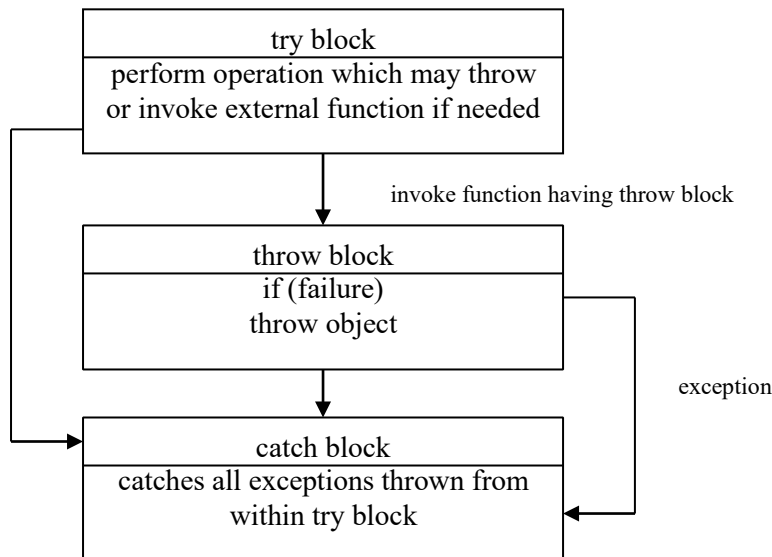 try block
perform operation which may throw
or invoke external function if needed
invoke function having throw block
throw block
if (failure)
throw object
exception
catch block
catches all exceptions thrown from
within try block